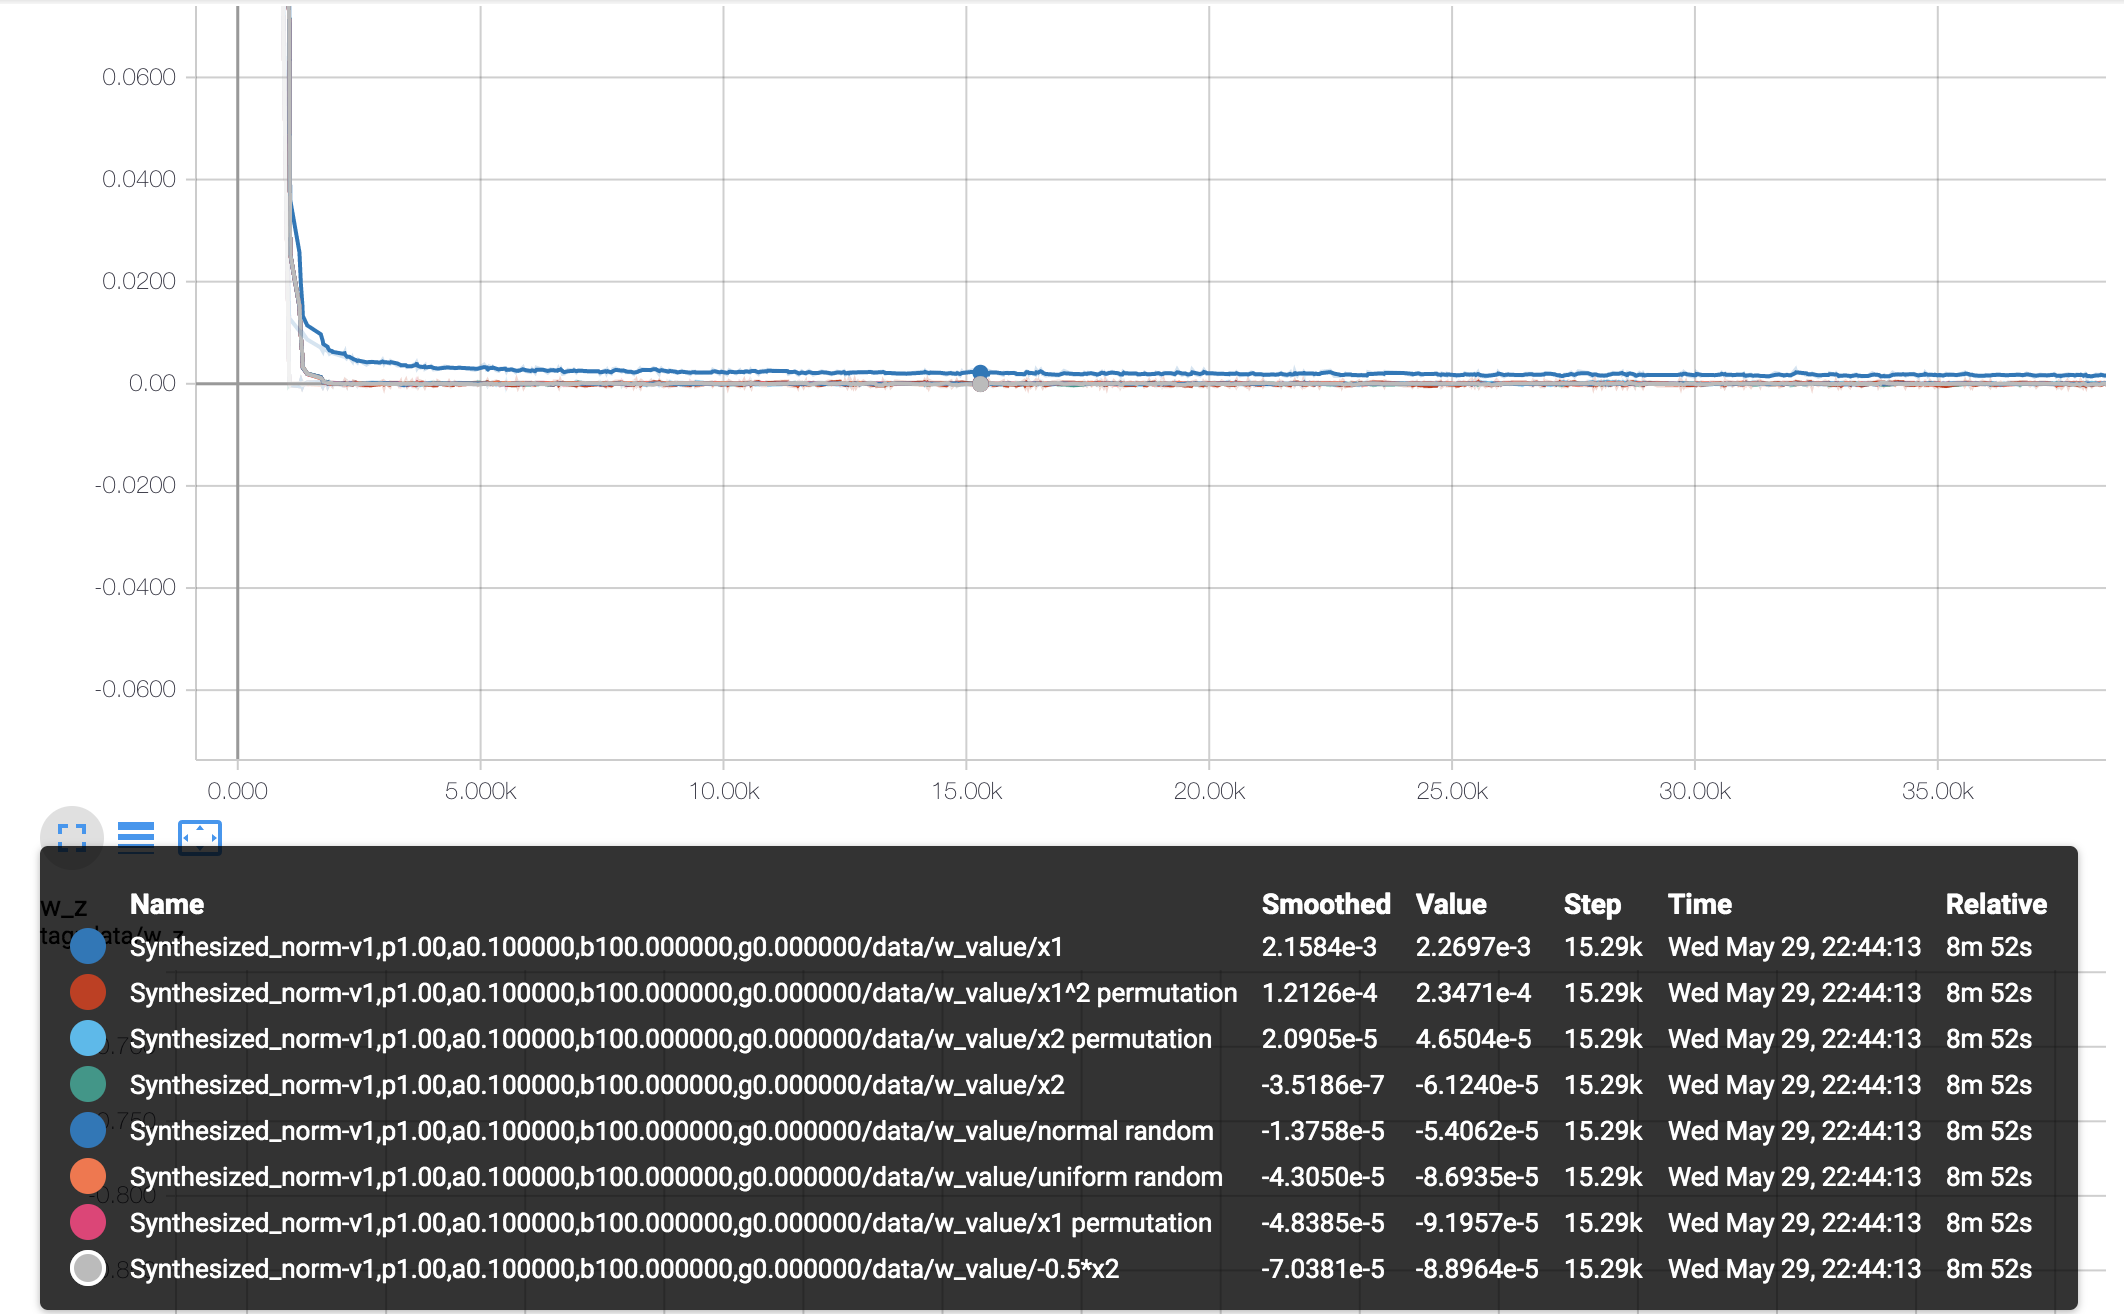 0.0600
0.0400
0.0200
0.00
-0.0200
-0.0400
-0.0600
0.000 5.000k 10.00k 15.00k 20.00k 25.00k 30.00k 35.00k
w_z
Name Smoothed Value Step Time Relative
tag: data/w_z
Synthesized_norm-v1,p1.00,a0.100000,b100.000000,g0.000000/data/w_value/x1 2.1584e-3 2.2697e-3 15.29k Wed May 29, 22:44:13 8m 52s
Synthesized_norm-v1,p1.00,a0.100000,b100.000000,g0.000000/data/w_value/x1^2 permutation 1.2126e-4 2.3471e-4 15.29k Wed May 29, 22:44:13 8m 52s
Synthesized_norm-v1,p1.00,a0.100000,b100.000000,g0.000000/data/w_value/x2 permutation 2.0905e-5 4.6504e-5 15.29k Wed May 29, 22:44:13 8m 52s
Synthesized_norm-v1,p1.00,a0.100000,b100.000000,g0.000000/data/w_value/x2 -3.5186e-7 -6.1240e-5 15.29k Wed May 29, 22:44:13 8m 52s
Synthesized_norm-v1,p1.00,a0.100000,b100.000000,g0.000000/data/w_value/normal random -1.3758e-5 -5.4062e-5 15.29k Wed May 29, 22:44:13 8m 52s
Synthesized_norm-v1,p1.00,a0.100000,b100.000000,g0.000000/data/w_value/uniform random -4.3050e-5 -8.6935e-5 15.29k Wed May 29, 22:44:13 8m 52s
-0.800
Synthesized_norm-v1,p1.00,a0.100000,b100.000000,g0.000000/data/w_value/x1 permutation -4.8385e-5 -9.1957e-5 15.29k Wed May 29, 22:44:13 8m 52s
Synthesized_norm-v1,p1.00,a0.100000,b100.000000,g0.000000/data/w_value/-0.5*x2 -7.0381e-5 -8.8964e-5 15.29k Wed May 29, 22:44:13 8m 52s